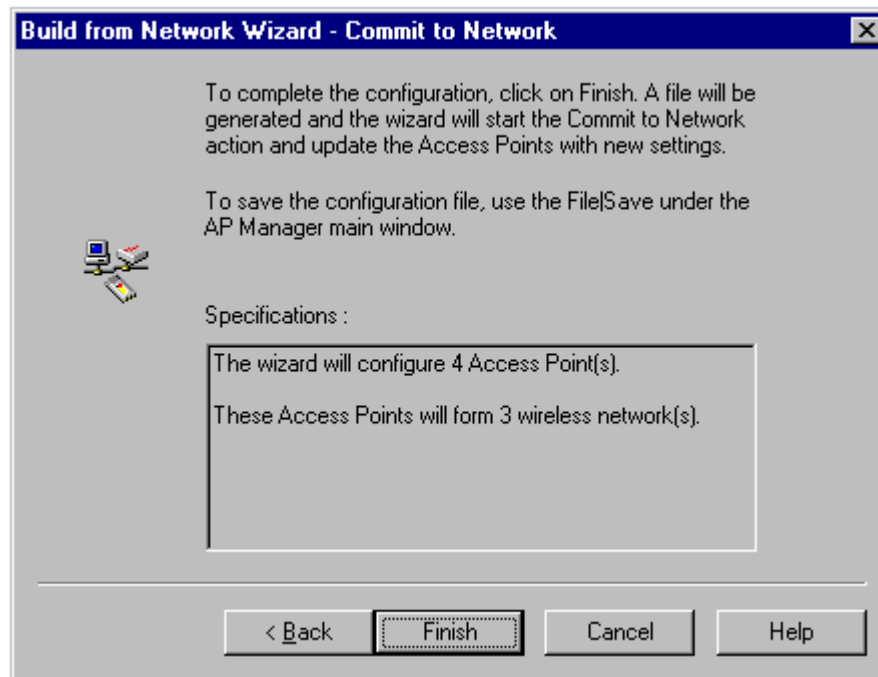 Build from Network Wizard - Commit to Network
To complete the configuration, click on Finish. A file will be
generated and the wizard will start the Commit to Network
action and update the Access Points with new settings.
To save the configuration file, use the File|Save under the
AP Manager main window.
Specifications :
The wizard will configure 4 Access Point(s).
These Access Points will form 3 wireless network(s).
< Back
Finish
Cancel
Help